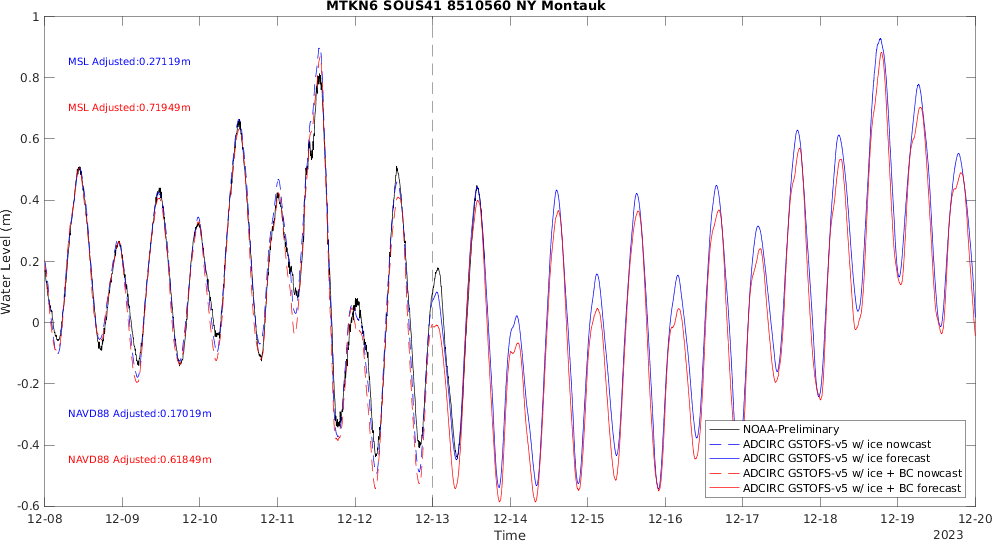 MTKN6 SOUS41 8510560 NY Montauk
Water Level (m)
1
0.8
0.6
0.4
0.2
0
-0.2
-0.4
-0.6
MSL Adjusted:0.27119m
MSL Adjusted:0.71949m
NAVD88 Adjusted:0.17019m
NAVD88 Adjusted:0.61849m
NOAA-Preliminary
ADCIRC GSTOFS-v5 w/ ice nowcast
ADCIRC GSTOFS-v5 w/ ice forecast
ADCIRC GSTOFS-v5 w/ ice + BC nowcast
ADCIRC GSTOFS-v5 w/ ice + BC forecast
12-08 12-09 12-10 12-11 12-12 12-13 12-14 12-15 12-16 12-17 12-18 12-19 12-20
Time
2023